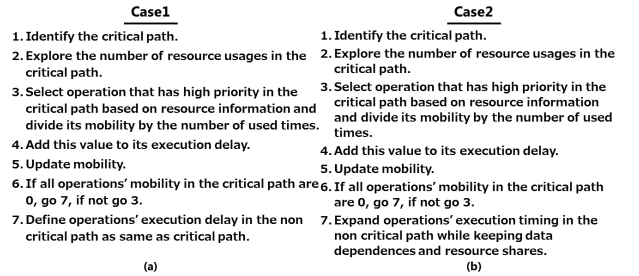 Case1
1. Identify the critical path.
2. Explore the number of resource usages in the
critical path.
3. Select operation that has high priority in the
critical path based on resource information and
divide its mobility by the number of used times.
4. Add this value to its execution delay.
5. Update mobility.
6. If all operations' mobility in the critical path are
0, go 7, if not go 3.
7. Define operations' execution delay in the non
critical path as same as critical path.
(a)
Case2
1. Identify the critical path.
2. Explore the number of resource usages in the
critical path.
3. Select operation that has high priority in the
critical path based on resource information
and divide its mobility by the number of used
times.
4. Add this value to its execution delay.
5. Update mobility.
6. If all operations' mobility in the critical path
are 0, go 7, if not go 3.
7. Expand operations' execution timing in the
non critical path while keeping data
dependences and resource shares.
(b)